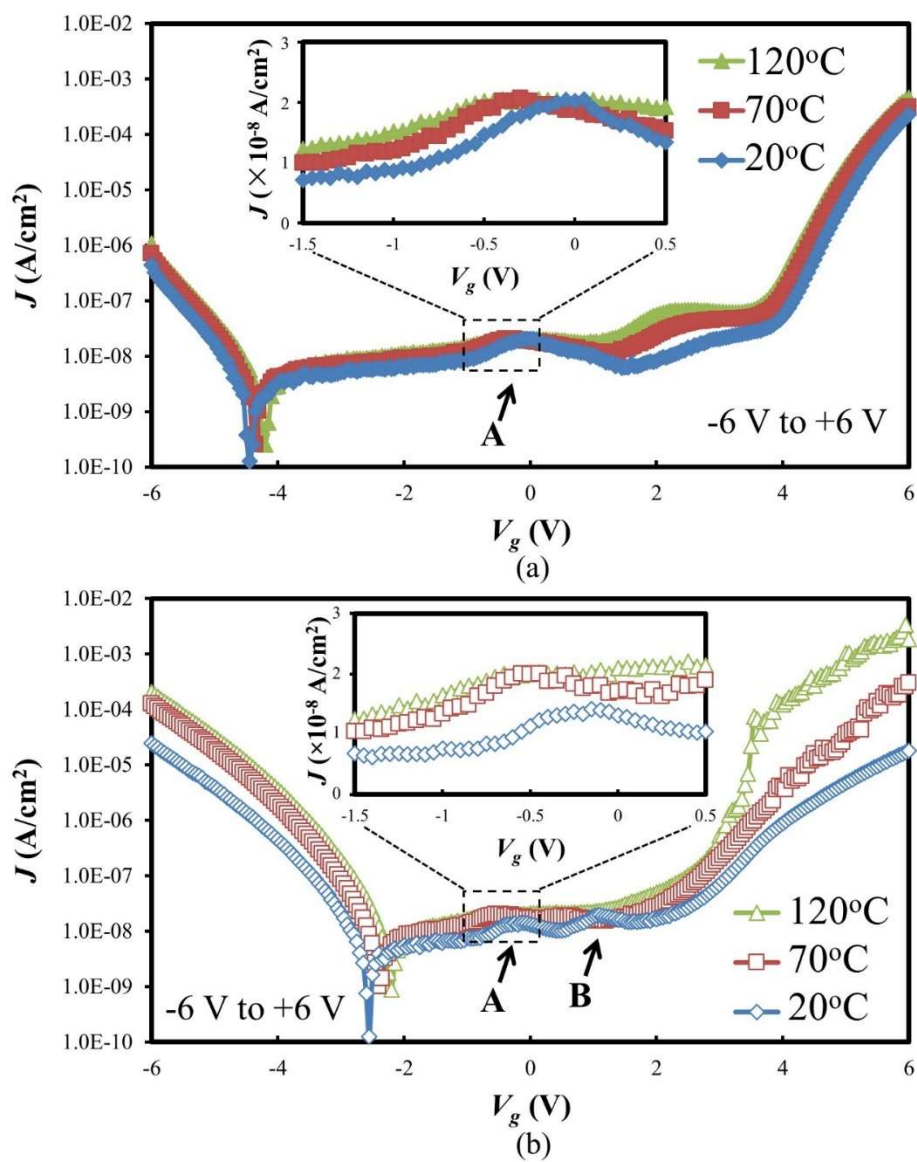 1.0E-02
1.0E-03
1.0E-04
1.0E-05
1.0E-06
1.0E-07
1.0E-08
1.0E-09
1.0E-10
J (A/cm²)
3
2
1
0
J (×10⁻⁸ A/cm²)
-1.5 -1 -0.5 0 0.5
V_g (V)
120°C
70°C
20°C
A
-6 V to +6 V
-6 -4 -2 0 2 4 6
V_g (V)
(a)
1.0E-02
1.0E-03
1.0E-04
1.0E-05
1.0E-06
1.0E-07
1.0E-08
1.0E-09
1.0E-10
J (A/cm²)
3
2
1
0
J (×10⁻⁸ A/cm²)
-1.5 -1 -0.5 0 0.5
V_g (V)
120°C
70°C
20°C
A B
-6 V to +6 V
-6 -4 -2 0 2 4 6
V_g (V)
(b)